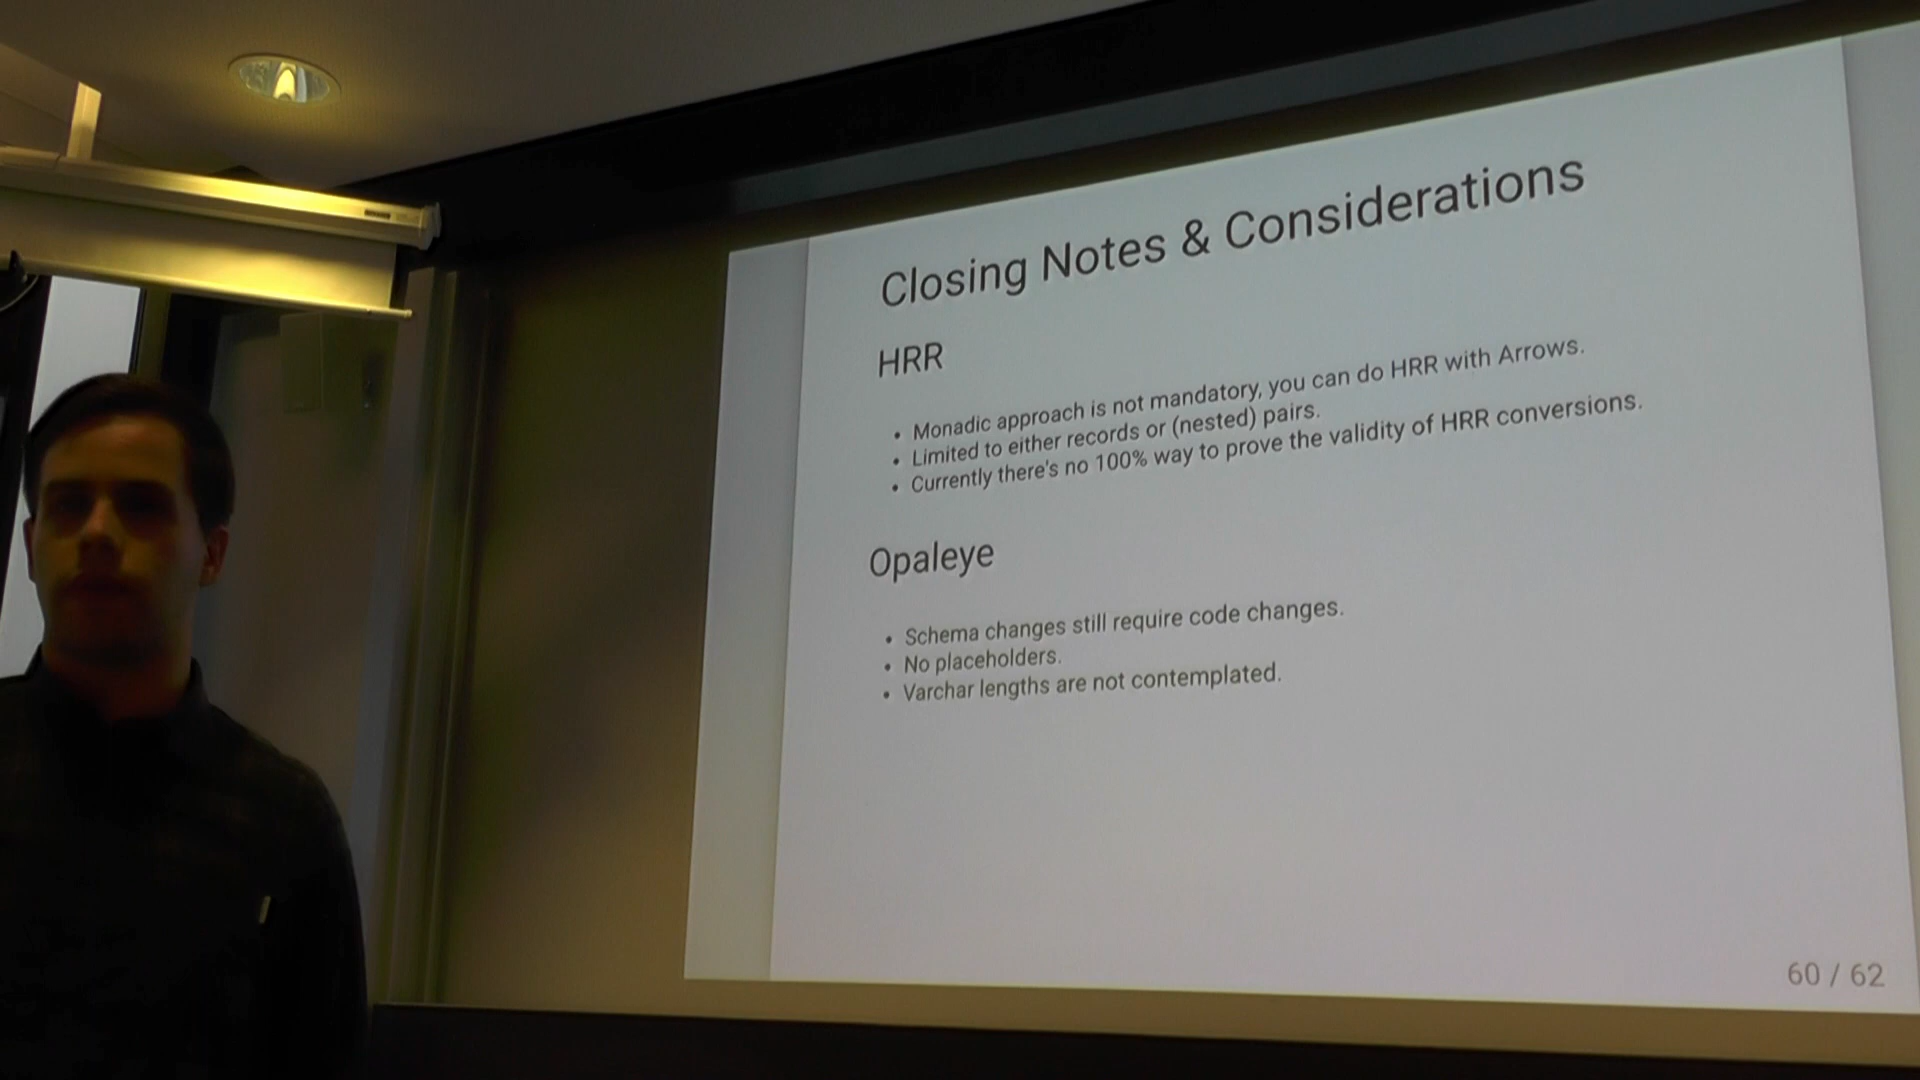 Closing Notes & Considerations
HRR
• Monadic approach is not mandatory, you can do HRR with Arrows.
• Limited to either records or (nested) pairs.
• Currently there's no 100% way to prove the validity of HRR conversions.
Opaleye
• Schema changes still require code changes.
• No placeholders.
• Varchar lengths are not contemplated.
60 / 62